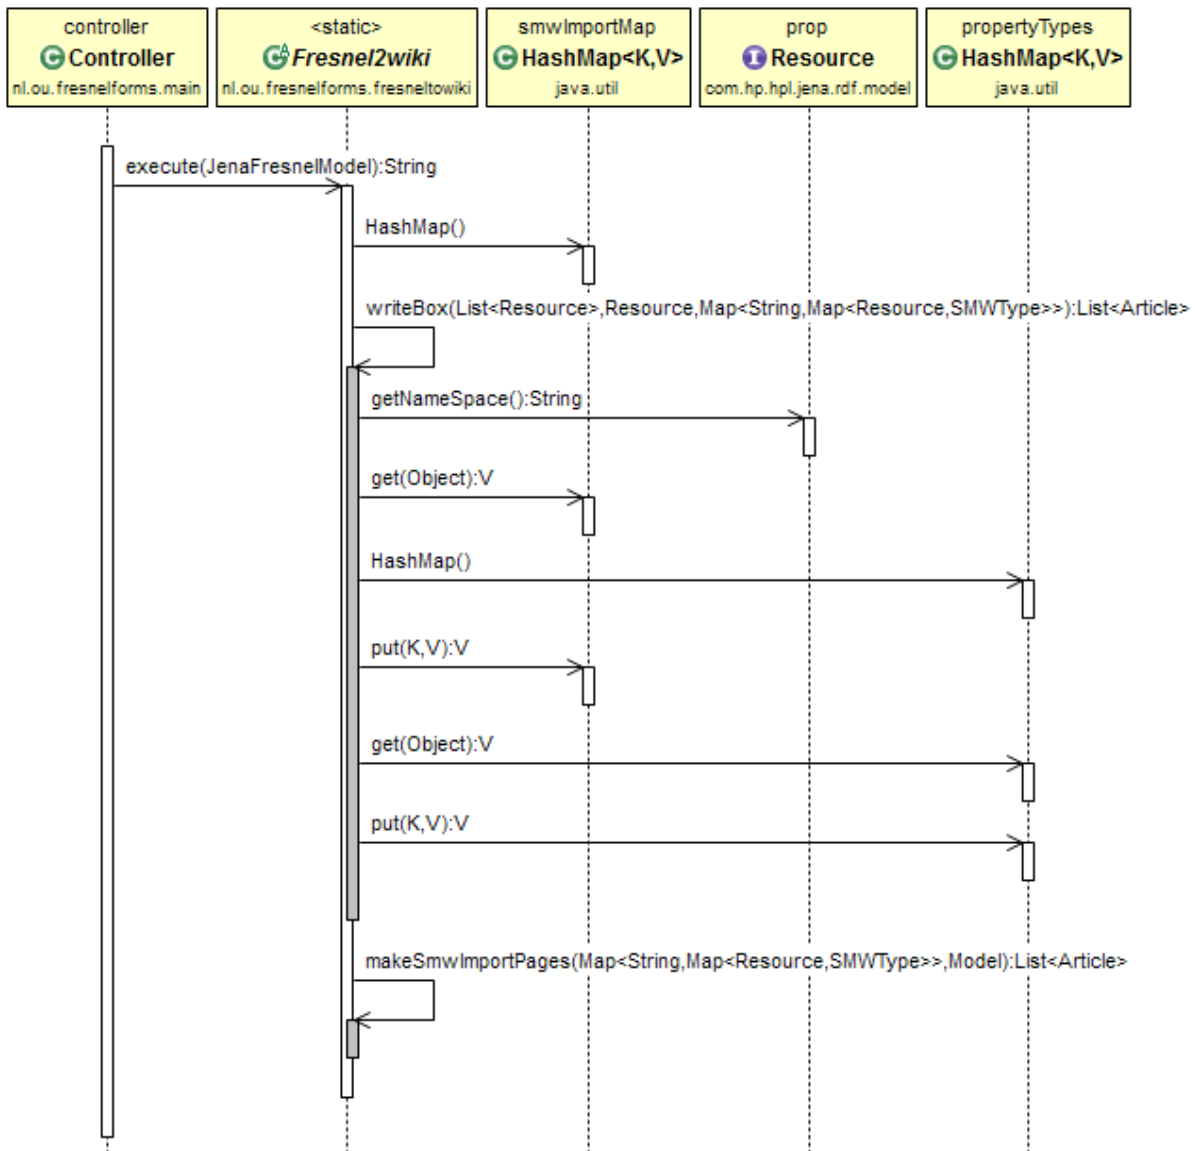 controller
C Controller
nl.ou.fresnelforms.main
<static>
C A Fresnel2wiki
nl.ou.fresnelforms.fresneltowiki
smwImportMap
C HashMap<K,V>
java.util
prop
I Resource
com.hp.hpl.jena.rdf.model
propertyTypes
C HashMap<K,V>
java.util
execute(JenaFresnelModel):String
HashMap()
writeBox(List<Resource>,Resource,Map<String,Map<Resource,SMWType>>):List<Article>
getNameSpace():String
get(Object):V
HashMap()
put(K,V):V
get(Object):V
put(K,V):V
makeSmwImportPages(Map<String,Map<Resource,SMWType>>,Model):List<Article>